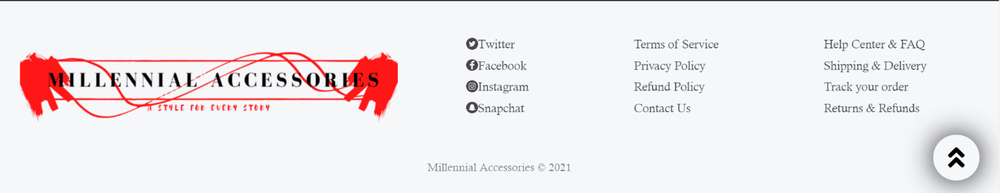 MILLENNIAL ACCESSORIES
A STYLE FOR EVERY STORY
Twitter
Facebook
Instagram
Snapchat
Terms of Service
Privacy Policy
Refund Policy
Contact Us
Help Center & FAQ
Shipping & Delivery
Track your order
Returns & Refunds
Millennial Accessories © 2021